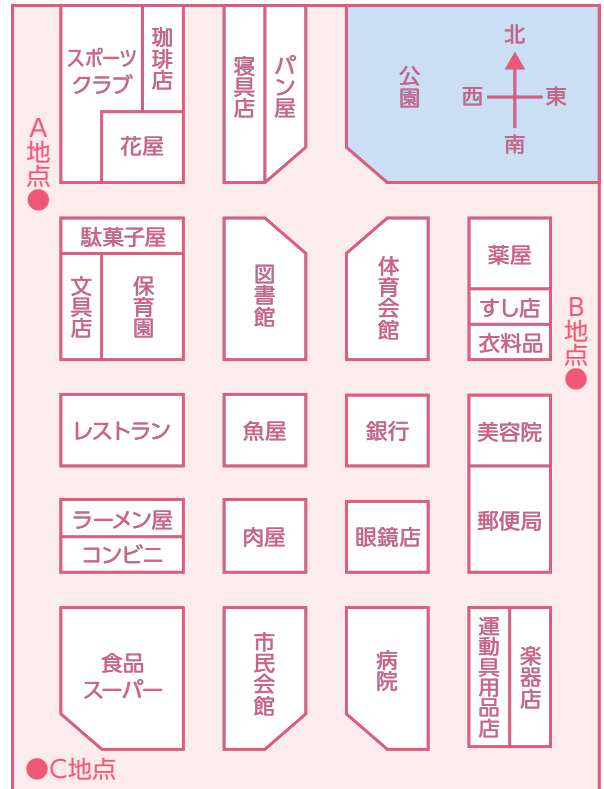 スポーツ
クラブ
珈琲店
花屋
寝具店
パン屋
公園
北
西
東
南
A地点
駄菓子屋
文具店
保育園
図書館
体育会館
薬屋
すし店
衣料品
B地点
レストラン
魚屋
銀行
美容院
ラーメン屋
コンビニ
肉屋
眼鏡店
郵便局
食品
スーパー
市民会館
病院
運動具用品店
楽器店
C地点